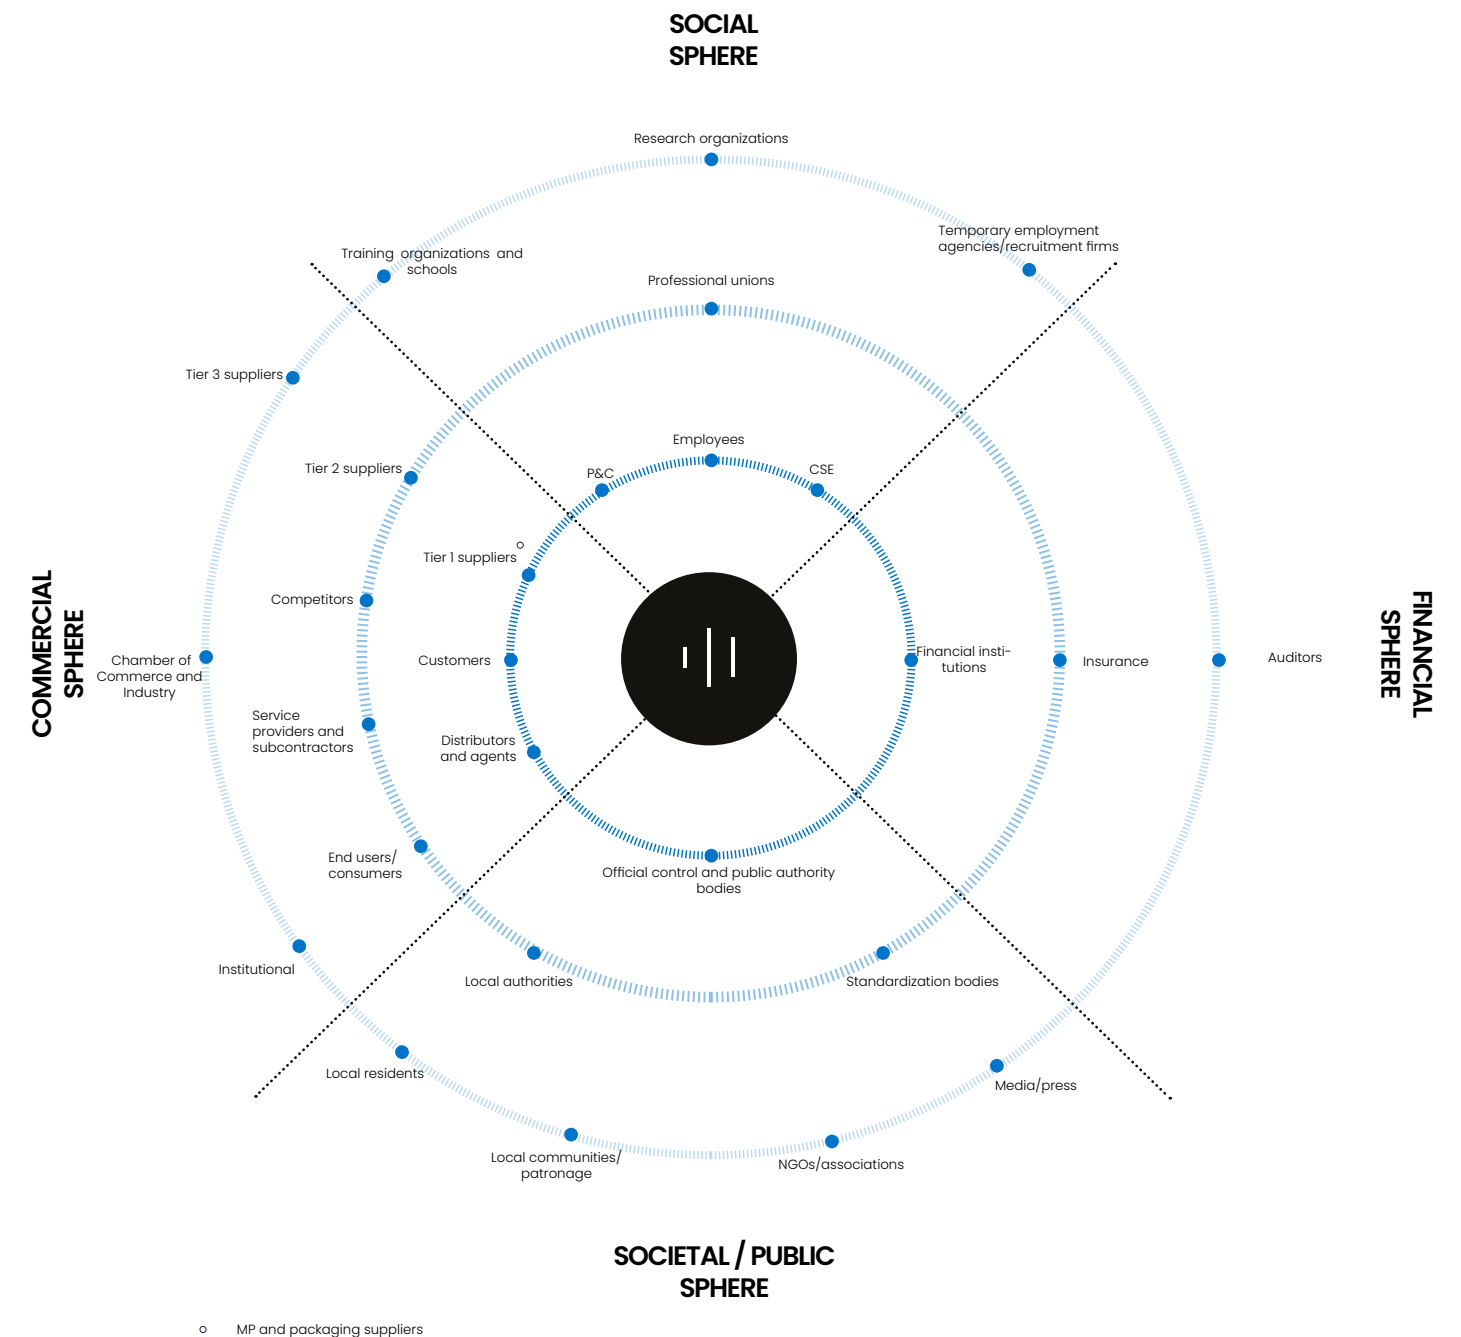 SOCIAL
SPHERE
Research organizations
Temporary employment
agencies/recruitment firms
Training organizations and
schools
Professional unions
Tier 3 suppliers
Employees
Tier 2 suppliers
P&C
CSE
Tier 1 suppliers
COMMERCIAL
SPHERE
FINANCIAL
SPHERE
Competitors
Chamber of
Commerce and
Industry
Customers
Financial insti-
tutions
Insurance
Auditors
Service
providers and
subcontractors
Distributors
and agents
End users/
consumers
Official control and public authority
bodies
Institutional
Local authorities
Standardization bodies
Local residents
Media/press
Local communities/
patronage
NGOs/associations
SOCIETAL / PUBLIC
SPHERE
MP and packaging suppliers